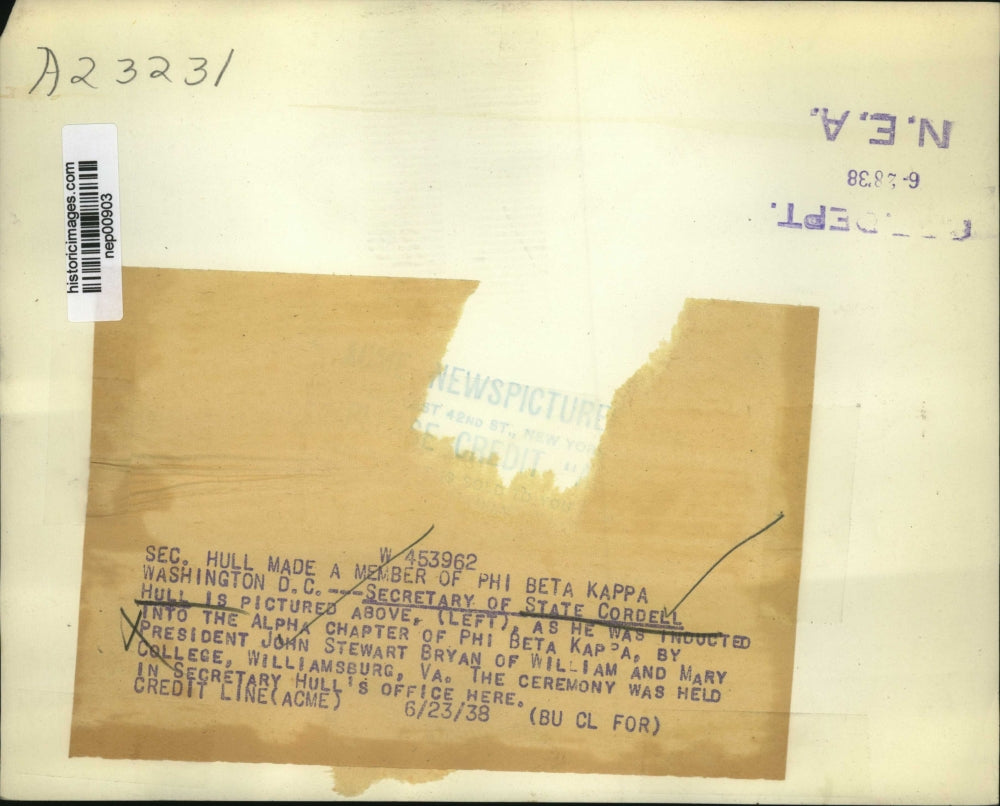 A23231
N.E.A.
6-2838
DEPT.
historicimages.com
nep00903
NEWSPICTURE
ST 42ND ST., NEW YOR
E CREDIT "
W 453962
SEC. HULL MADE A MEMBER OF PHI BETA KAPPA
WASHINGTON D.C.---SECRETARY OF STATE CORDELL
HULL IS PICTURED ABOVE, (LEFT), AS HE WAS INDUCTED
INTO THE ALPHA CHAPTER OF PHI BETA KAPPA, BY
PRESIDENT JOHN STEWART BRYAN OF WILLIAM AND MARY
COLLEGE, WILLIAMSBURG, VA. THE CEREMONY WAS HELD
IN SECRETARY HULL'S OFFICE HERE.
CREDIT LINE(ACME) 6/23/38 (BU CL FOR)